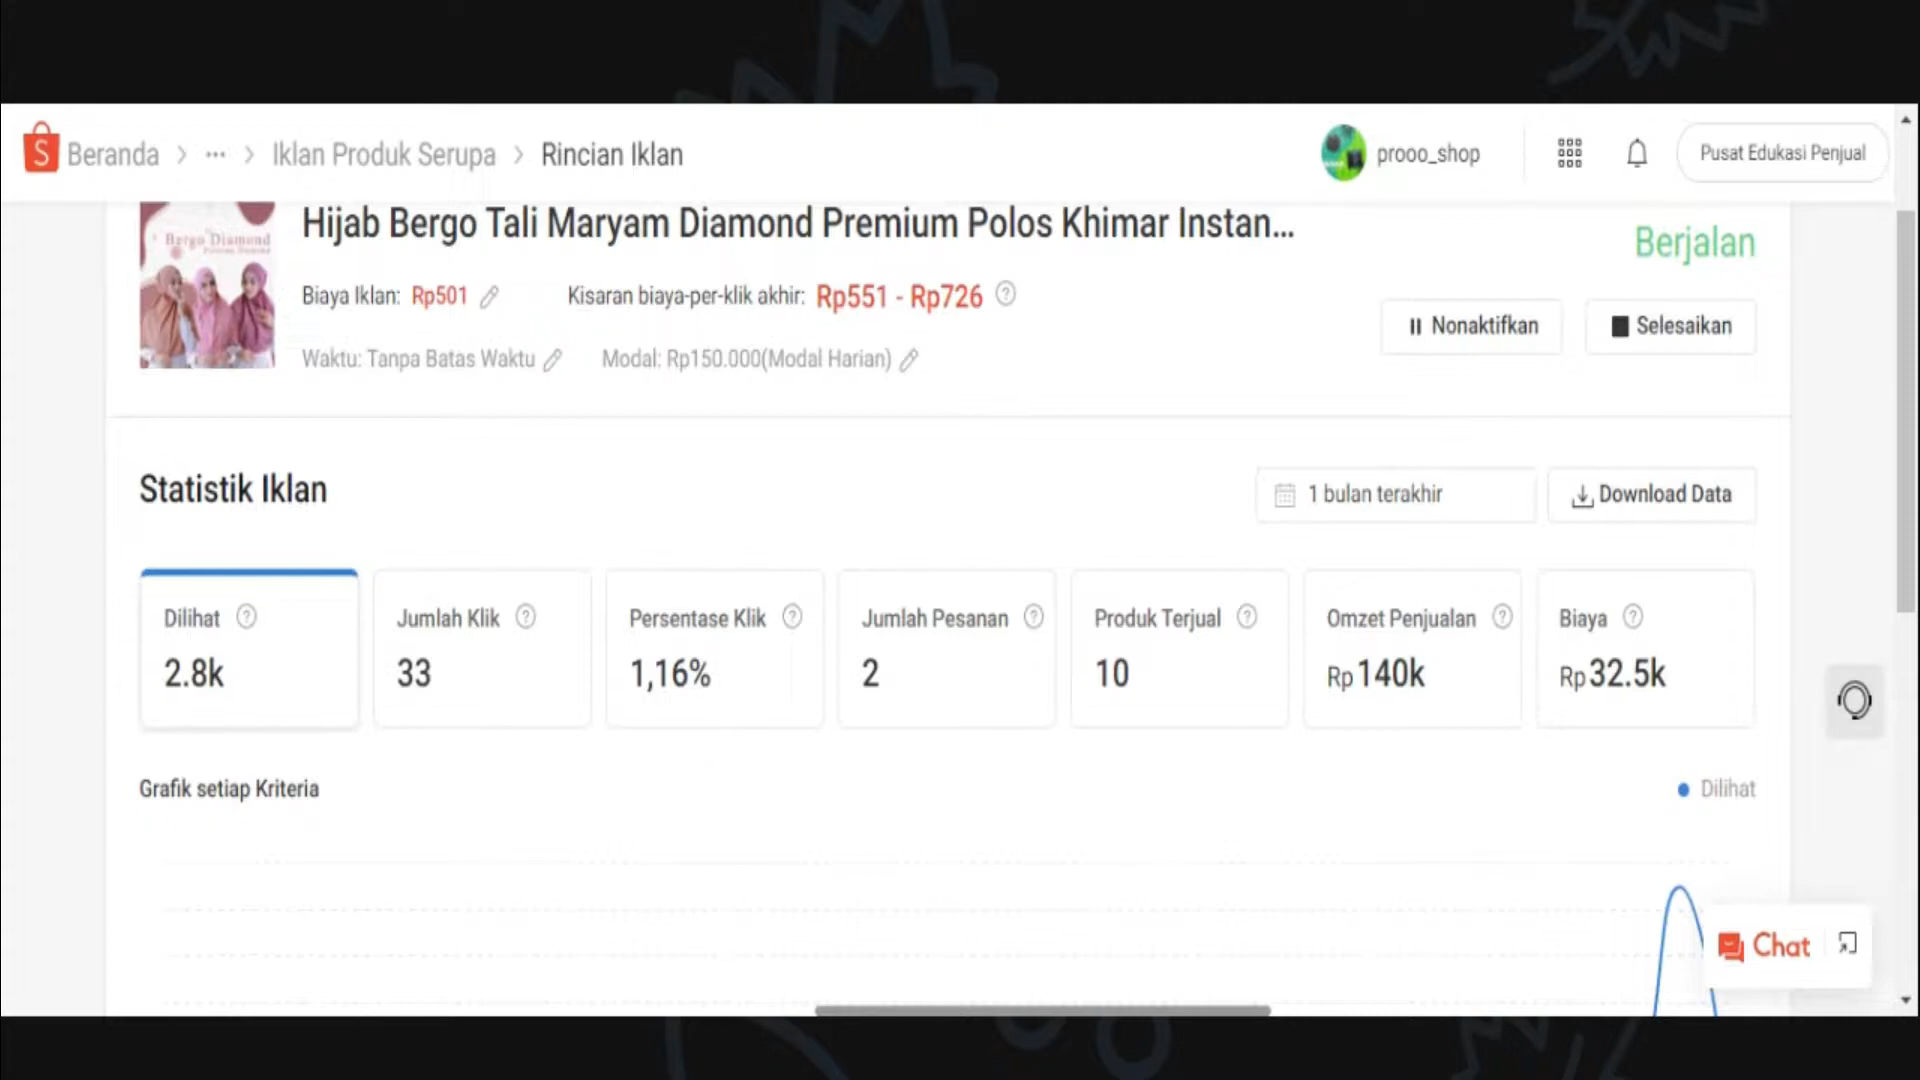 Beranda > ... > Iklan Produk Serupa > Rincian Iklan
prooo_shop
Pusat Edukasi Penjual
Bergo Diamond
Hijab Bergo Tali Maryam Diamond Premium Polos Khimar Instan...
Berjalan
Biaya Iklan: Rp501
Kisaran biaya-per-klik akhir: Rp551 - Rp726
Nonaktifkan
Selesaikan
Waktu: Tanpa Batas Waktu
Modal: Rp150.000(Modal Harian)
Statistik Iklan
1 bulan terakhir
Download Data
Dilihat
2.8k
Jumlah Klik
33
Persentase Klik
1,16%
Jumlah Pesanan
2
Produk Terjual
10
Omzet Penjualan
Rp140k
Biaya
Rp32.5k
Grafik setiap Kriteria
Dilihat
Chat